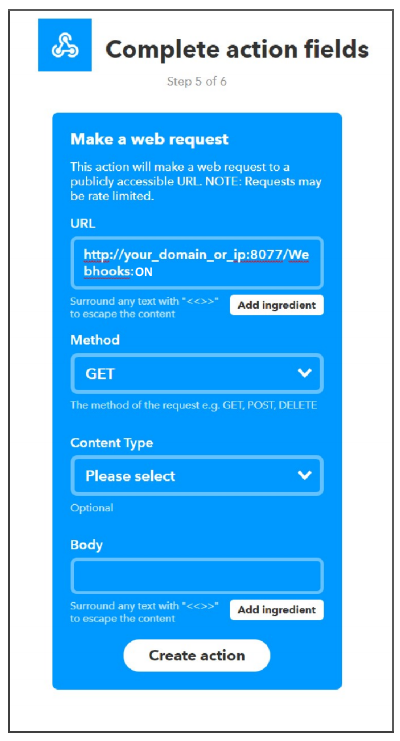 Complete action fields
Step 5 of 6
Make a web request
This action will make a web request to a
publicly accessible URL. NOTE: Requests may
be rate limited.
URL
http://your_domain_or_ip:8077/We
bhooks:ON
Surround any text with "<<>>"
to escape the content
Add ingredient
Method
GET
The method of the request e.g. GET, POST, DELETE
Content Type
Please select
Optional
Body
Surround any text with "<<>>"
to escape the content
Add ingredient
Create action